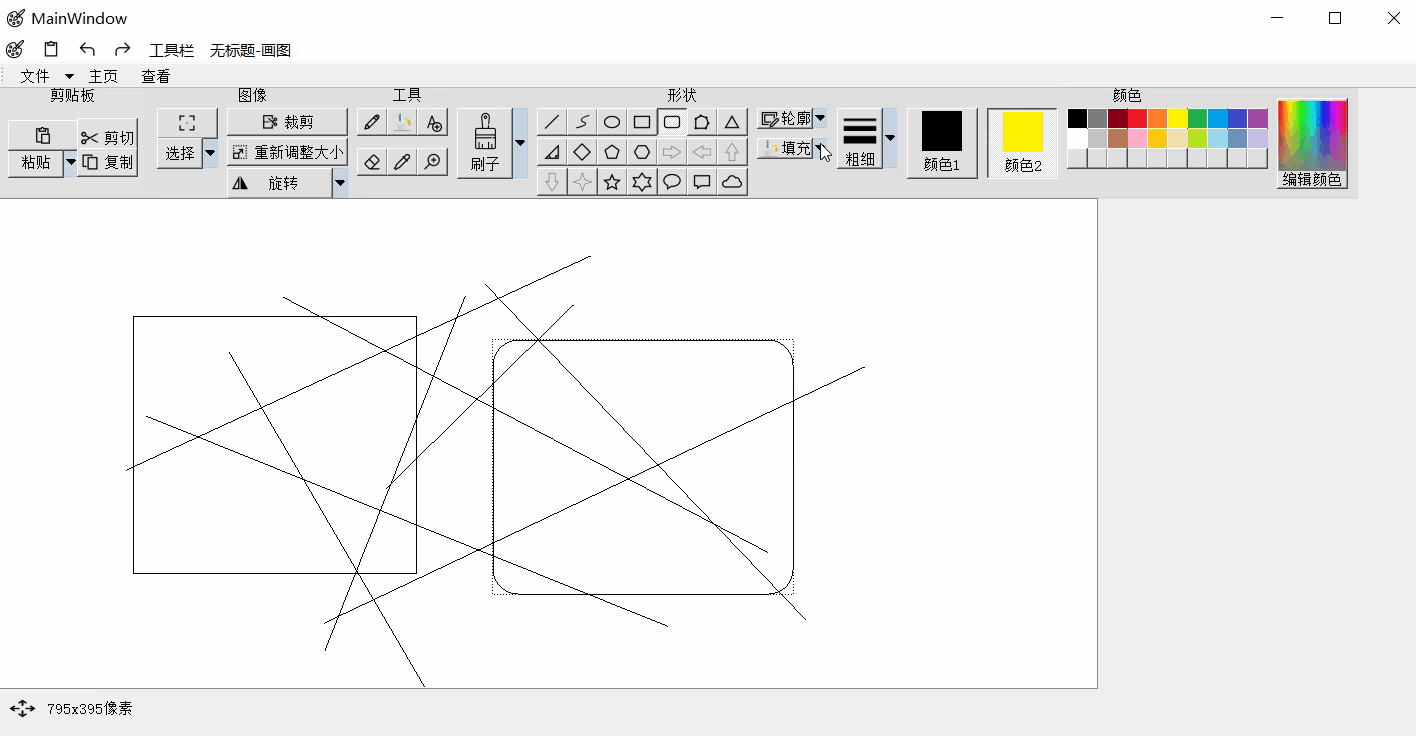 MainWindow
工具栏 无标题-画图
文件 主页 查看
剪贴板 图像 工具 形状 颜色
粘贴 剪切 复制
选择 裁剪 重新调整大小 旋转
A
刷子
轮廓
填充
粗细
颜色1
颜色2
编辑颜色
795x395像素